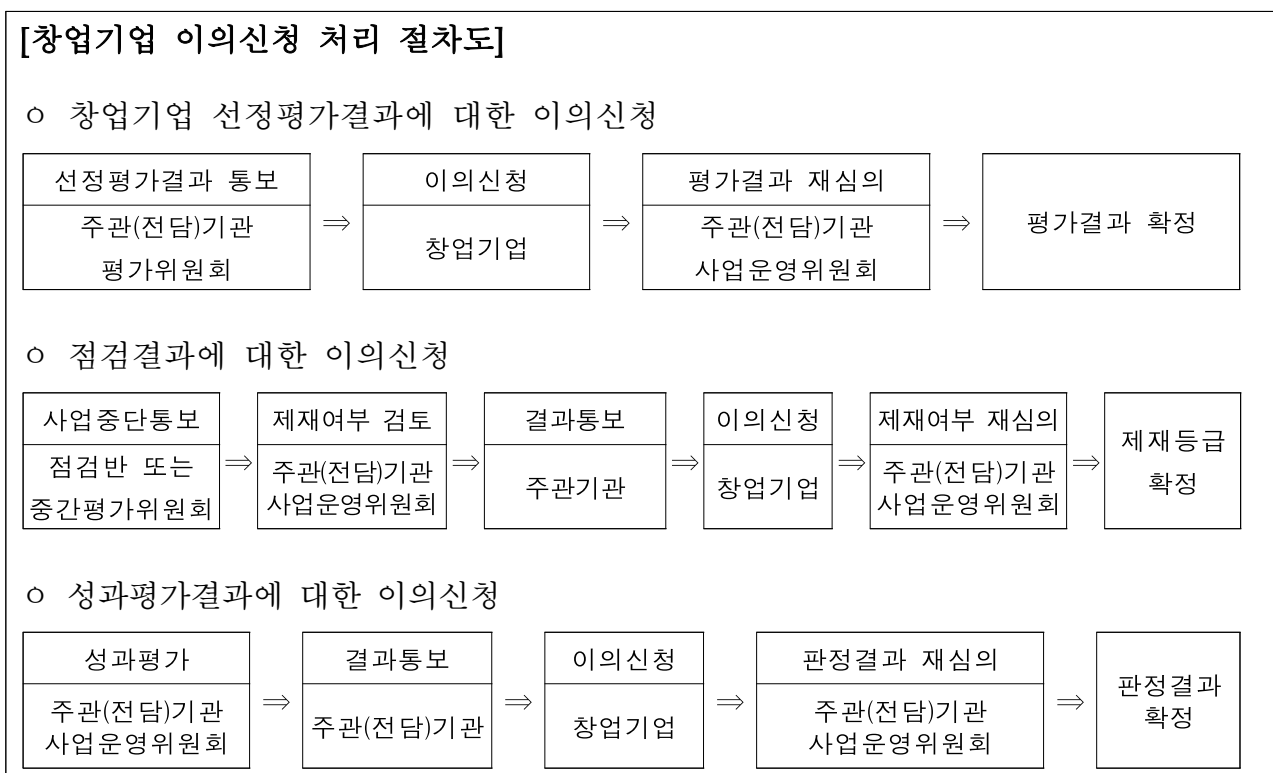 [창업기업 이의신청 처리 절차도]
ㅇ 창업기업 선정평가결과에 대한 이의신청
선정평가결과 통보
주관(전담)기관
평가위원회
⇒
이의신청
창업기업
⇒
평가결과 재심의
주관(전담)기관
사업운영위원회
⇒
평가결과 확정
ㅇ 점검결과에 대한 이의신청
사업중단통보
점검반 또는
중간평가위원회
⇒
제재여부 검토
주관(전담)기관
사업운영위원회
⇒
결과통보
주관기관
⇒
이의신청
창업기업
⇒
제재여부 재심의
주관(전담)기관
사업운영위원회
⇒
제재등급
확정
ㅇ 성과평가결과에 대한 이의신청
성과평가
주관(전담)기관
사업운영위원회
⇒
결과통보
주관(전담)기관
⇒
이의신청
창업기업
⇒
판정결과 재심의
주관(전담)기관
사업운영위원회
⇒
판정결과
확정